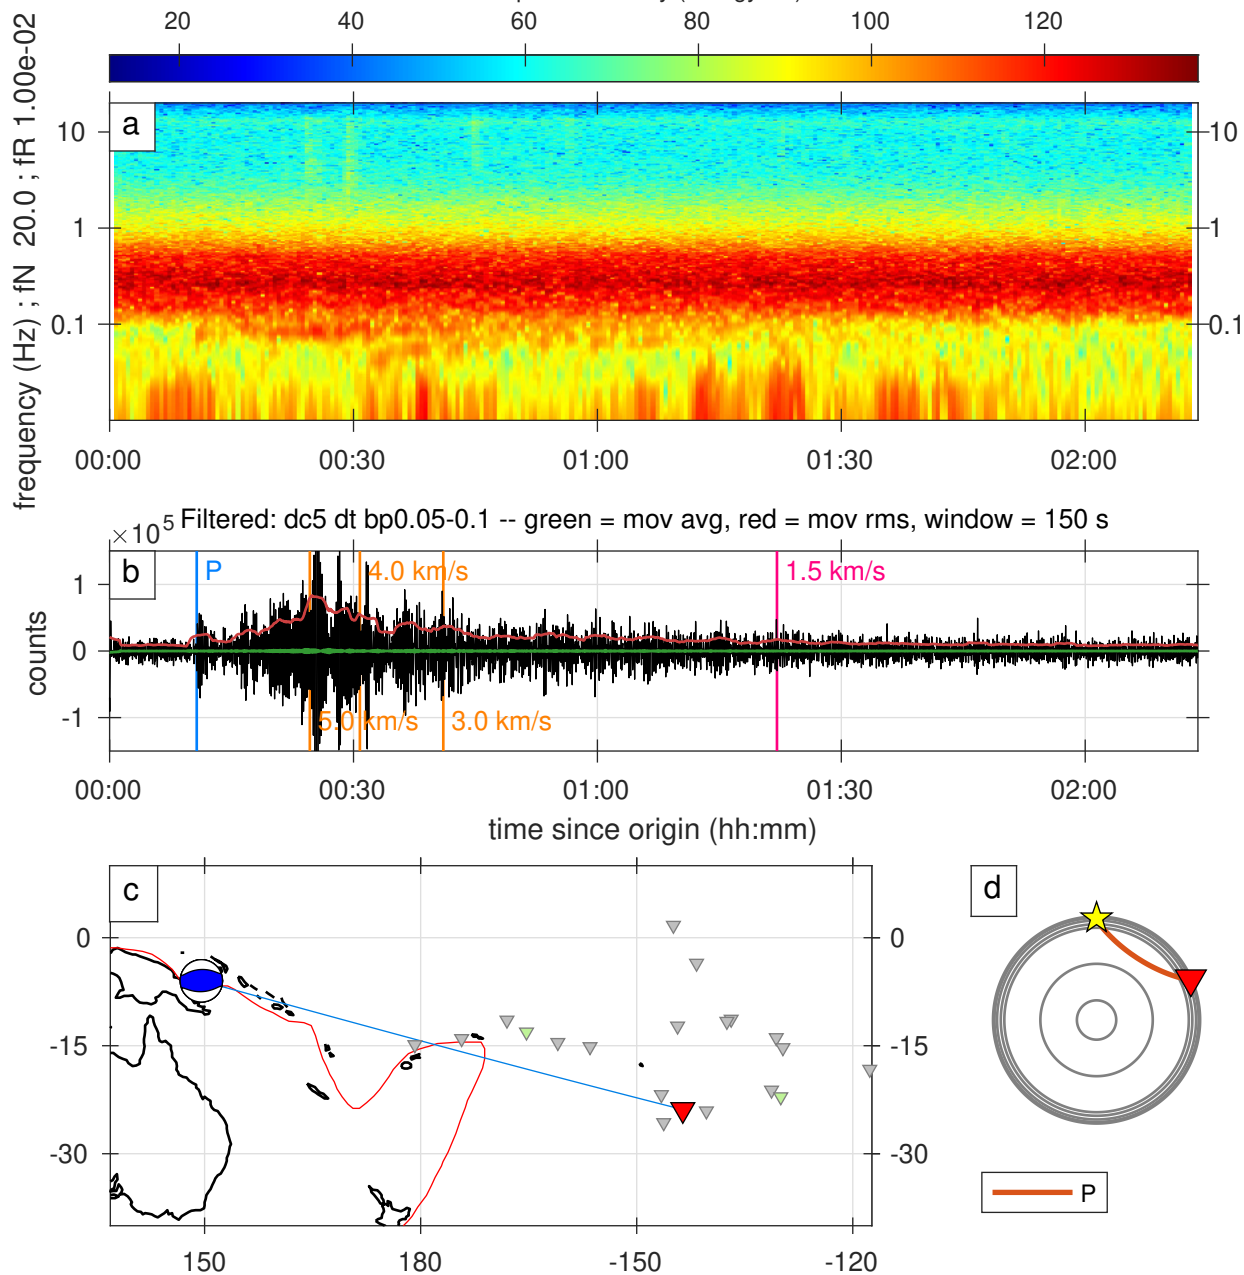 20 40 60 80 100 120
frequency (Hz) ; fN 20.0 ; fR 1.00e-02
a
10 10
1 1
0.1 0.1
00:00 00:30 01:00 01:30 02:00
×10^5 Filtered: dc5 dt bp0.05-0.1 -- green = mov avg, red = mov rms, window = 150 s
b
P 4.0 km/s 1.5 km/s
1
0
-1
counts
5.0 km/s 3.0 km/s
00:00 00:30 01:00 01:30 02:00
time since origin (hh:mm)
c
0 0
-15 -15
-30 -30
150 180 -150 -120
d
P